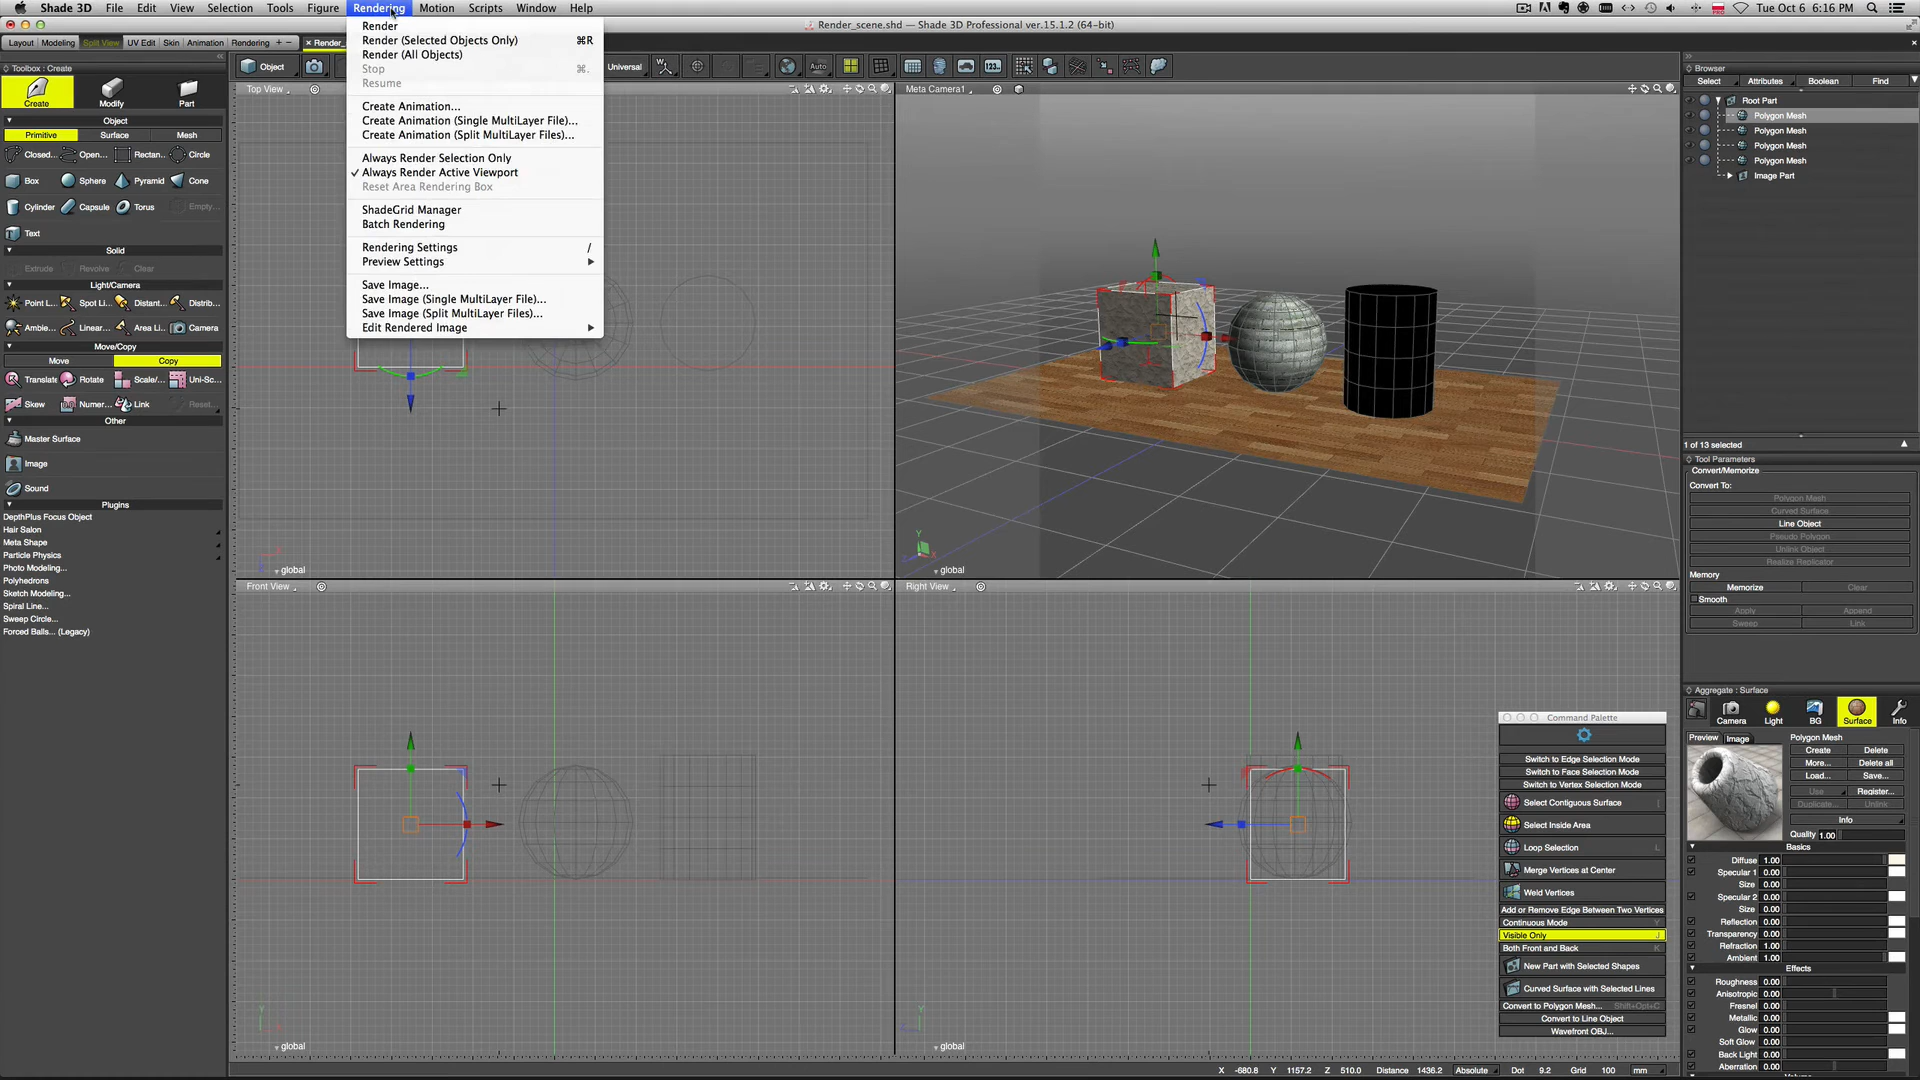 Shade 3D File Edit View Selection Tools Figure Rendering Motion Scripts Window Help Tue Oct 6 6:16 PM
Render_scene.shd — Shade 3D Professional ver.15.1.2 (64-bit)
Layout Modeling Split View UV Edit Skin Animation Rendering + − × Render_
Toolbox : Create
Create Modify Part
Object
Primitive Surface Mesh
Closed... Open... Rectan... Circle
Box Sphere Pyramid Cone
Cylinder Capsule Torus Empty...
Text
Solid
Extrude Revolve Clear
Light/Camera
Point L... Spot Li... Distant... Distrib...
Ambie... Linear... Area Li... Camera
Move/Copy
Move Copy
Translate Rotate Scale/... Uni-Sc...
Skew Numer... Link Reset...
Other
Master Surface
Image
Sound
Plugins
DepthPlus Focus Object
Hair Salon
Meta Shape
Particle Physics
Photo Modeling...
Polyhedrons
Sketch Modeling...
Spiral Line...
Sweep Circle...
Forced Balls... (Legacy)
Object Universal Auto 123..
Render
Render (Selected Objects Only) ⌘R
Render (All Objects)
Stop ⌘.
Resume
Create Animation...
Create Animation (Single MultiLayer File)...
Create Animation (Split MultiLayer Files)...
Always Render Selection Only
✓ Always Render Active Viewport
Reset Area Rendering Box
ShadeGrid Manager
Batch Rendering
Rendering Settings /
Preview Settings
Save Image...
Save Image (Single MultiLayer File)...
Save Image (Split MultiLayer Files)...
Edit Rendered Image
Top View
global
Meta Camera1
Y
global
Front View
Y
global
Right View
Y
global
Command Palette
Switch to Edge Selection Mode
Switch to Face Selection Mode
Switch to Vertex Selection Mode
Select Contiguous Surface
Select Inside Area
Loop Selection L
Merge Vertices at Center
Weld Vertices
Add or Remove Edge Between Two Vertices
Continuous Mode Y
Visible Only J
Both Front and Back K
New Part with Selected Shapes
Curved Surface with Selected Lines
Convert to Polygon Mesh... Shift+Opt+C
Convert to Line Object
Wavefront OBJ...
X -680.8 Y 1157.2 Z 510.0 Distance 1436.2 Absolute Dot 9.2 Grid 100 mm
Browser
Select Attributes Boolean Find
Root Part
Polygon Mesh
Polygon Mesh
Polygon Mesh
Polygon Mesh
Image Part
1 of 13 selected
Tool Parameters
Convert/Memorize
Convert To:
Polygon Mesh
Curved Surface
Line Object
Pseudo Polygon
Unlink Object
Realize Replicator
Memory
Memorize Clear
Smooth
Apply Append
Sweep Link
Aggregate : Surface
Camera Light BG Surface Info
Preview Image Polygon Mesh
Create Delete
More... Delete all
Load... Save...
Use Register...
Duplicate... Unlink
Info
Quality 1.00
Basics
Diffuse 1.00
Specular 1 0.00
Size 0.00
Specular 2 0.00
Size 0.00
Reflection 0.00
Transparency 0.00
Refraction 1.00
Ambient 1.00
Effects
Roughness 0.00
Anisotropic 0.00
Fresnel 0.00
Metallic 0.00
Glow 0.00
Soft Glow 0.00
Back Light 0.00
Aberration 0.00